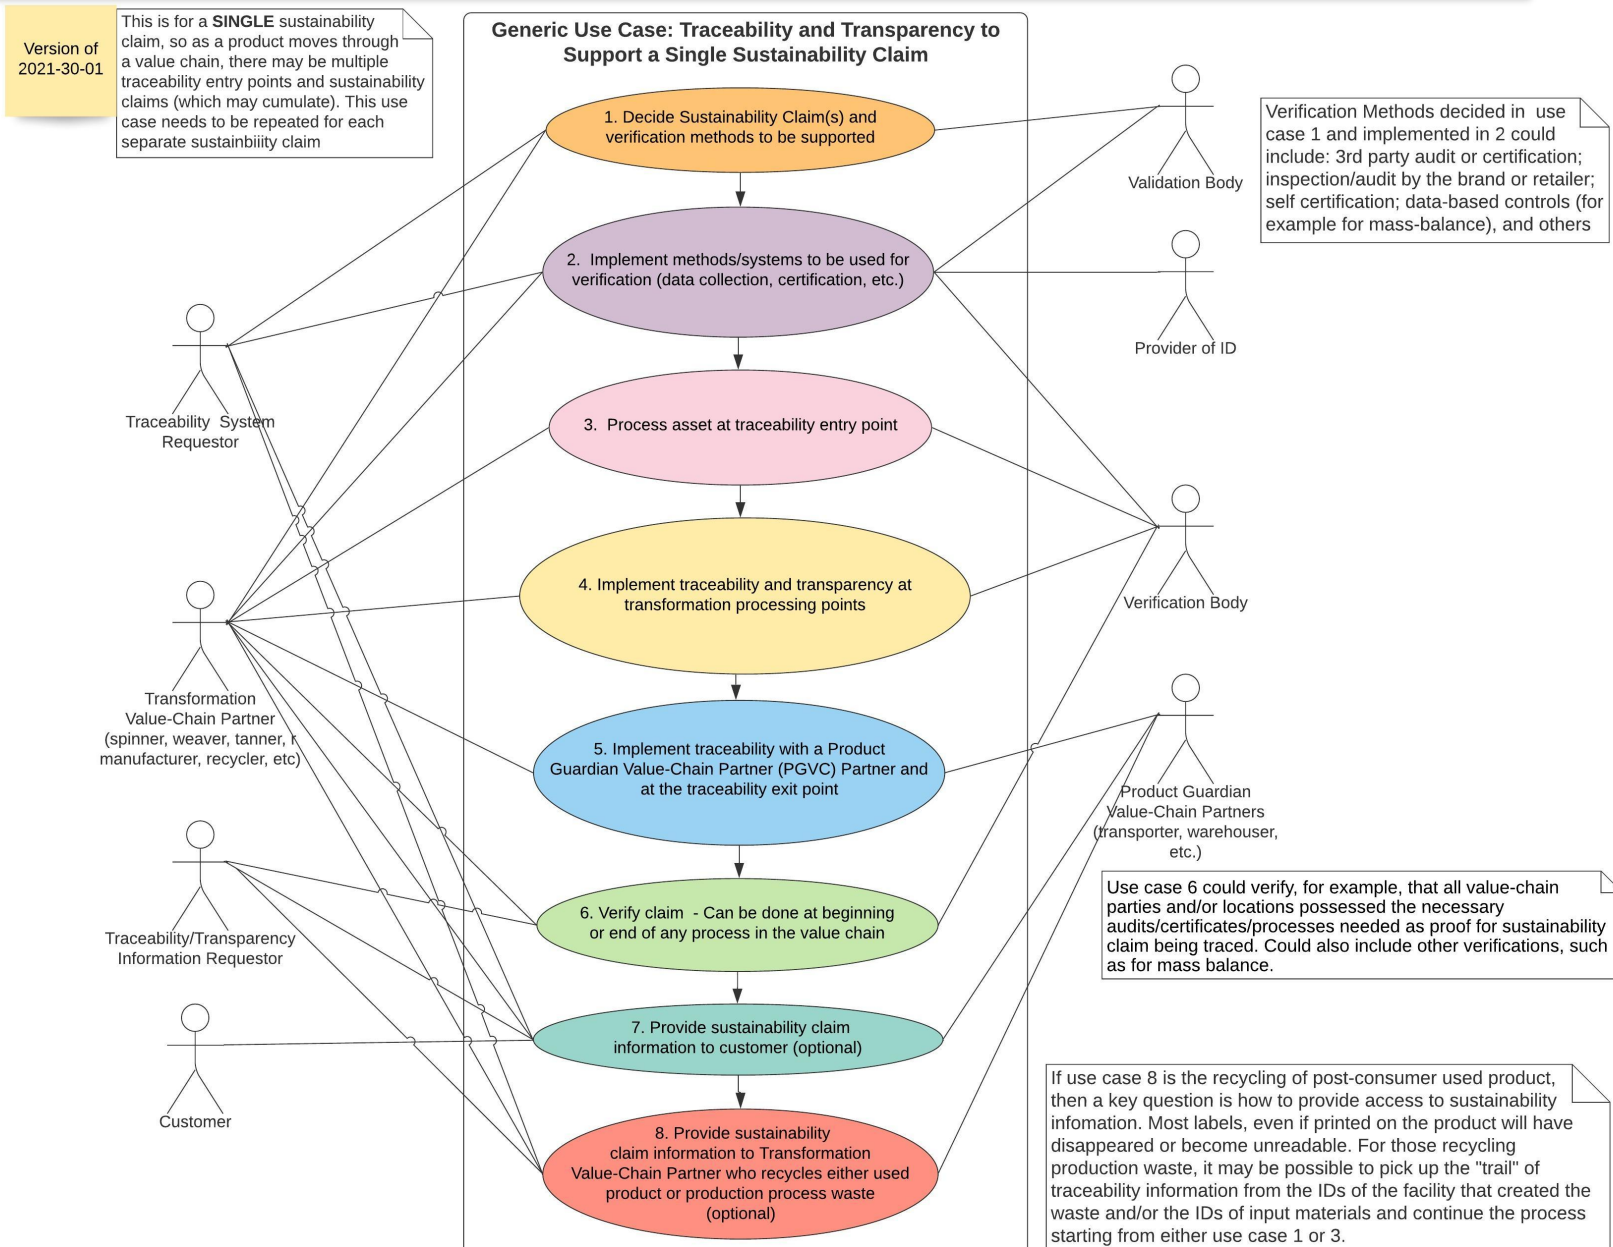 Version of
2021-30-01
This is for a SINGLE sustainability
claim, so as a product moves through
a value chain, there may be multiple
traceability entry points and sustainability
claims (which may cumulate). This use
case needs to be repeated for each
separate sustainbiiity claim
Generic Use Case: Traceability and Transparency to
Support a Single Sustainability Claim
1. Decide Sustainability Claim(s) and
verification methods to be supported
2. Implement methods/systems to be used for
verification (data collection, certification, etc.)
3. Process asset at traceability entry point
4. Implement traceability and transparency at
transformation processing points
5. Implement traceability with a Product
Guardian Value-Chain Partner (PGVC) Partner and
at the traceability exit point
6. Verify claim - Can be done at beginning
or end of any process in the value chain
7. Provide sustainability claim
information to customer (optional)
8. Provide sustainability
claim information to Transformation
Value-Chain Partner who recycles either used
product or production process waste
(optional)
Traceability System
Requestor
Transformation
Value-Chain Partner
(spinner, weaver, tanner, r
manufacturer, recycler, etc)
Traceability/Transparency
Information Requestor
Customer
Validation Body
Provider of ID
Verification Body
Product Guardian
Value-Chain Partners
(transporter, warehouser,
etc.)
Verification Methods decided in use
case 1 and implemented in 2 could
include: 3rd party audit or certification;
inspection/audit by the brand or retailer;
self certification; data-based controls (for
example for mass-balance), and others
Use case 6 could verify, for example, that all value-chain
parties and/or locations possessed the necessary
audits/certificates/processes needed as proof for sustainability
claim being traced. Could also include other verifications, such
as for mass balance.
If use case 8 is the recycling of post-consumer used product,
then a key question is how to provide access to sustainability
infomation. Most labels, even if printed on the product will have
disappeared or become unreadable. For those recycling
production waste, it may be possible to pick up the "trail" of
traceability information from the IDs of the facility that created the
waste and/or the IDs of input materials and continue the process
starting from either use case 1 or 3.